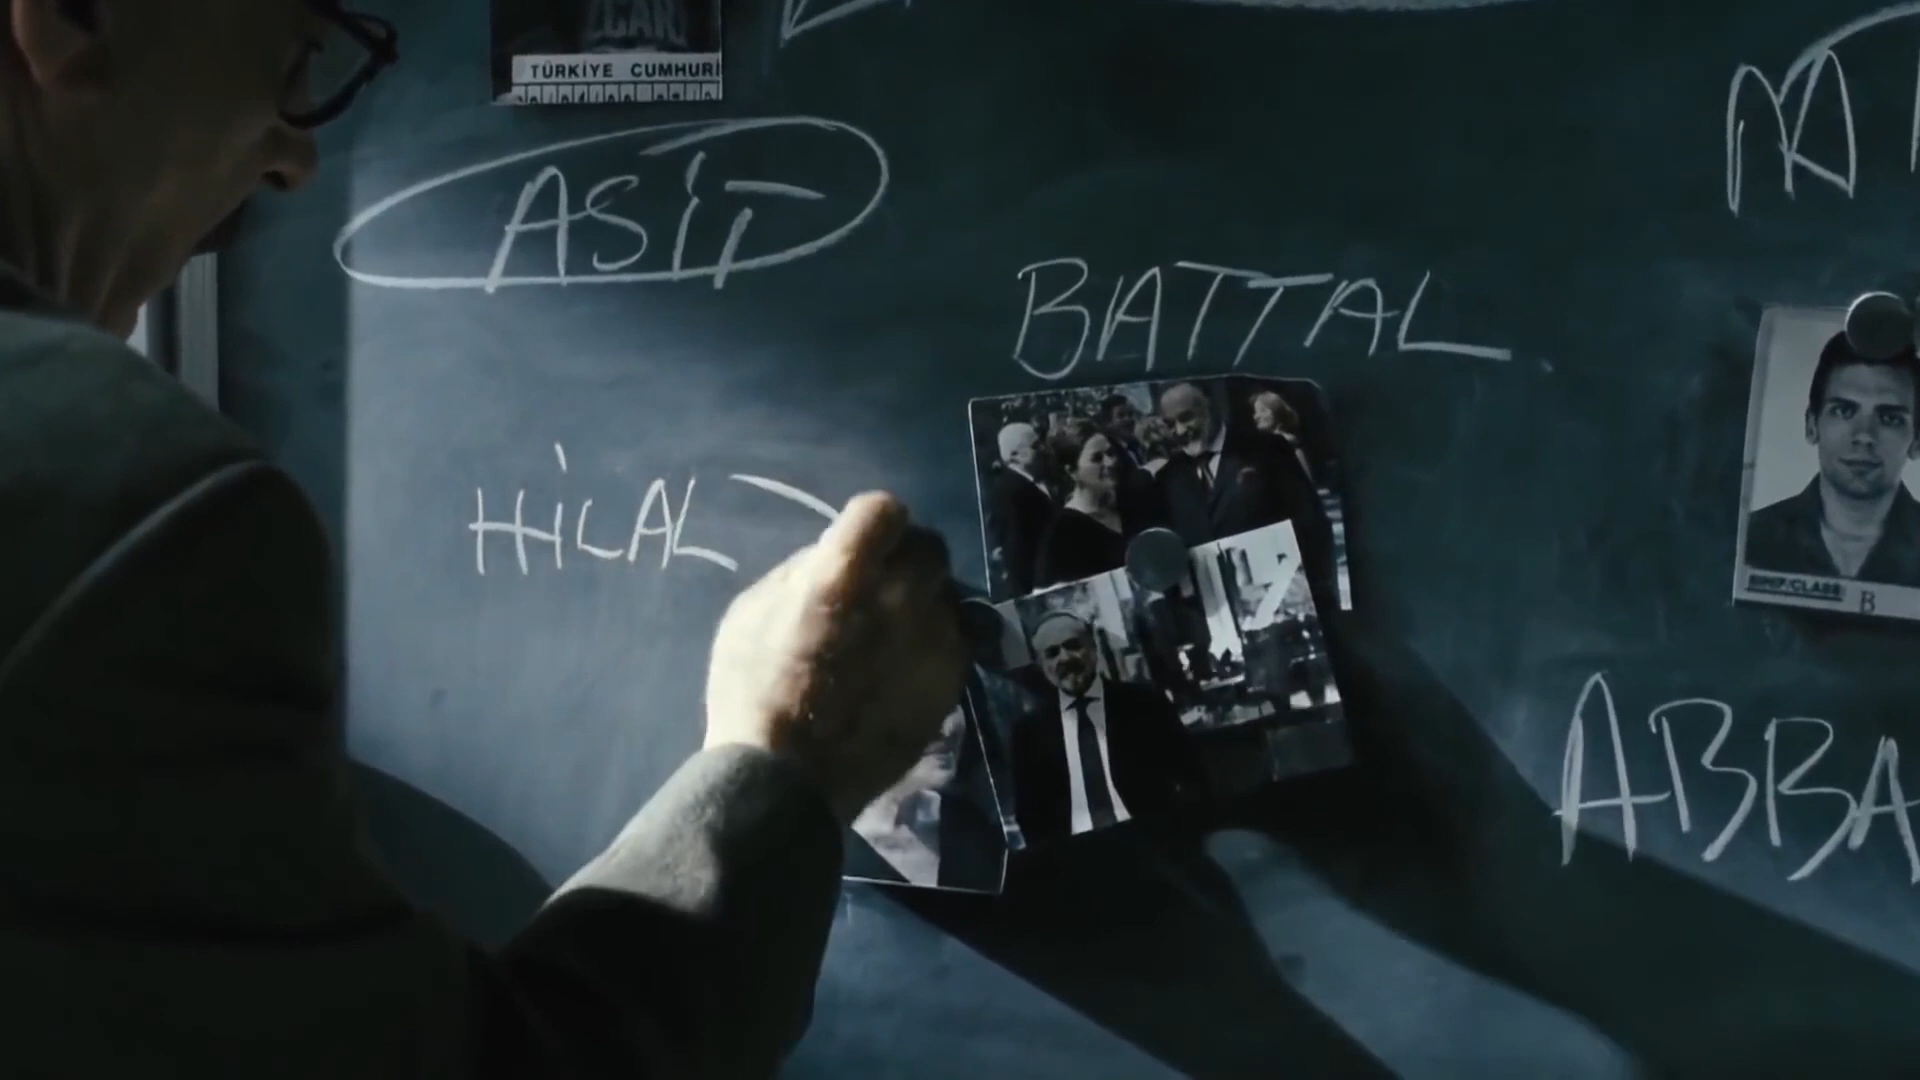 TÜRKİYE CUMHURİ
ASİT
BATTAL
HİLAL
SINIF/CLASS B
ABBA